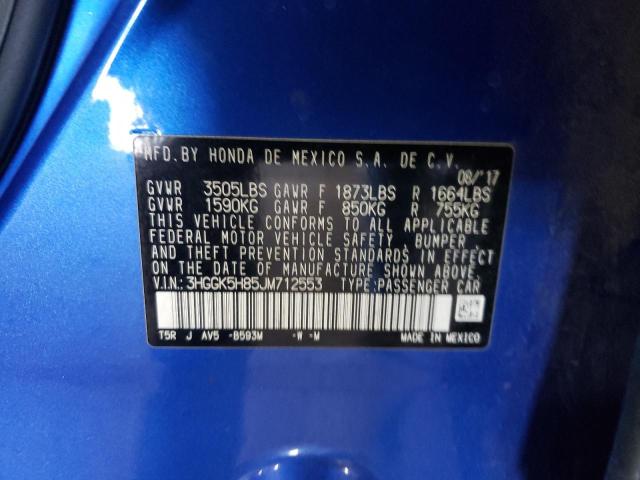 MFD. BY HONDA DE MEXICO S.A. DE C.V.
08/'17
GVWR 3505LBS GAWR F 1873LBS R 1664LBS
GVWR 1590KG GAWR F 850KG R 755KG
THIS VEHICLE CONFORMS TO ALL APPLICABLE
FEDERAL MOTOR VEHICLE SAFETY, BUMPER
AND THEFT PREVENTION STANDARDS IN EFFECT
ON THE DATE OF MANUFACTURE SHOWN ABOVE.
V.I.N.: 3HGGK5H85JM712553 TYPE:PASSENGER CAR
T5R J AV5 -B593M -W -M MADE IN MEXICO